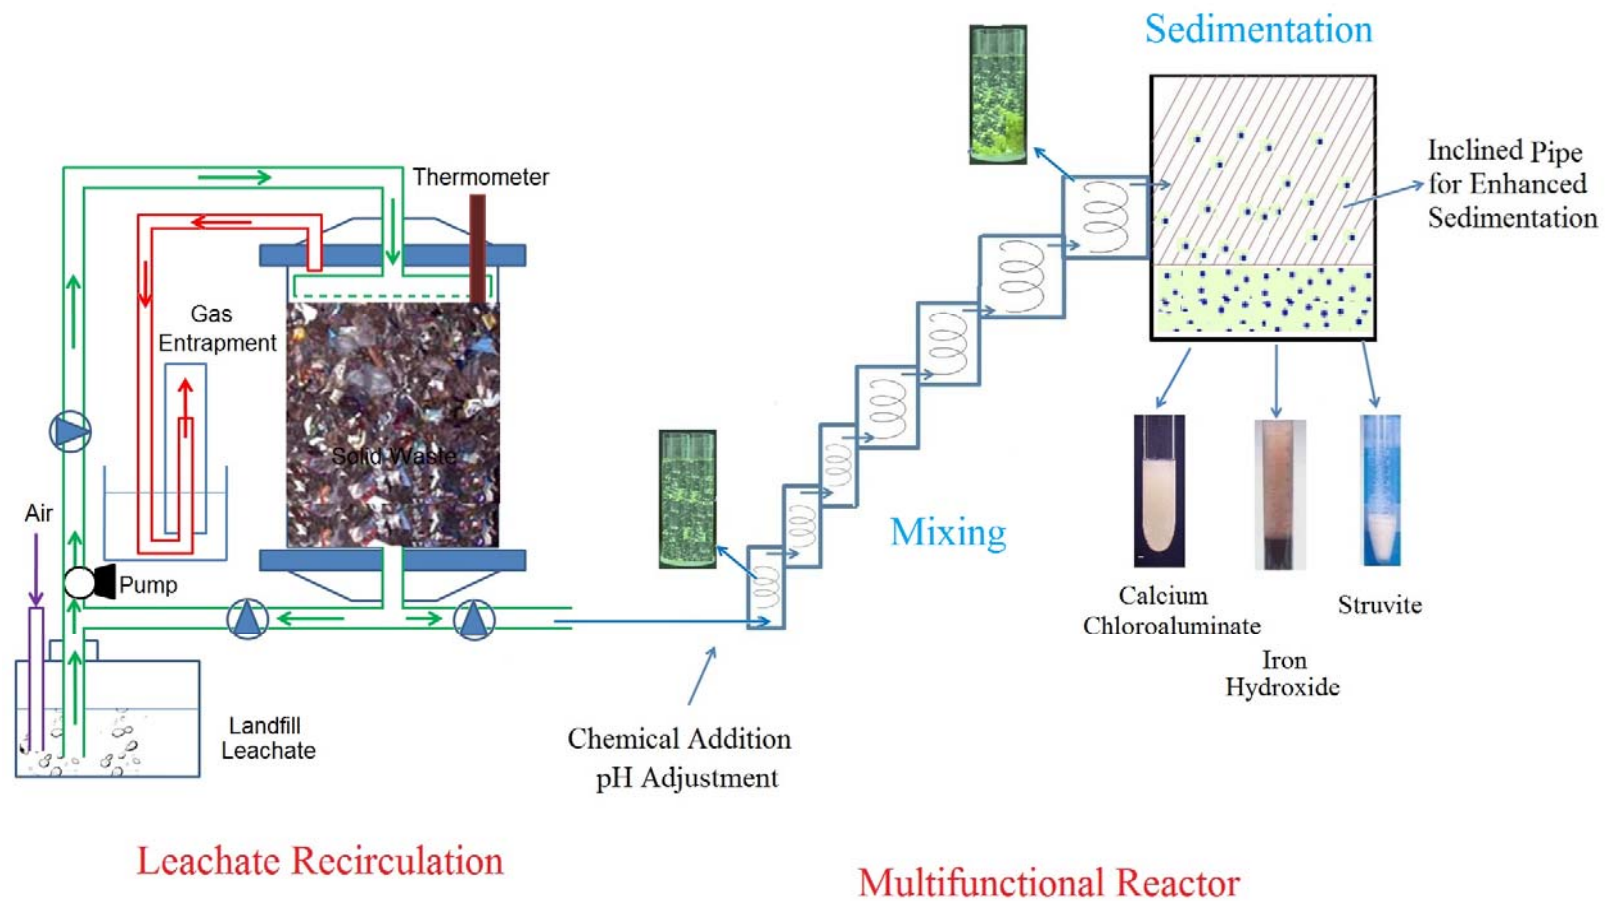 Sedimentation
Thermometer
Inclined Pipe
for Enhanced
Sedimentation
Gas
Entrapment
Solid Waste
Air
Pump
Mixing
Calcium
Chloroaluminate
Struvite
Iron
Hydroxide
Landfill
Leachate
Chemical Addition
pH Adjustment
Leachate Recirculation
Multifunctional Reactor